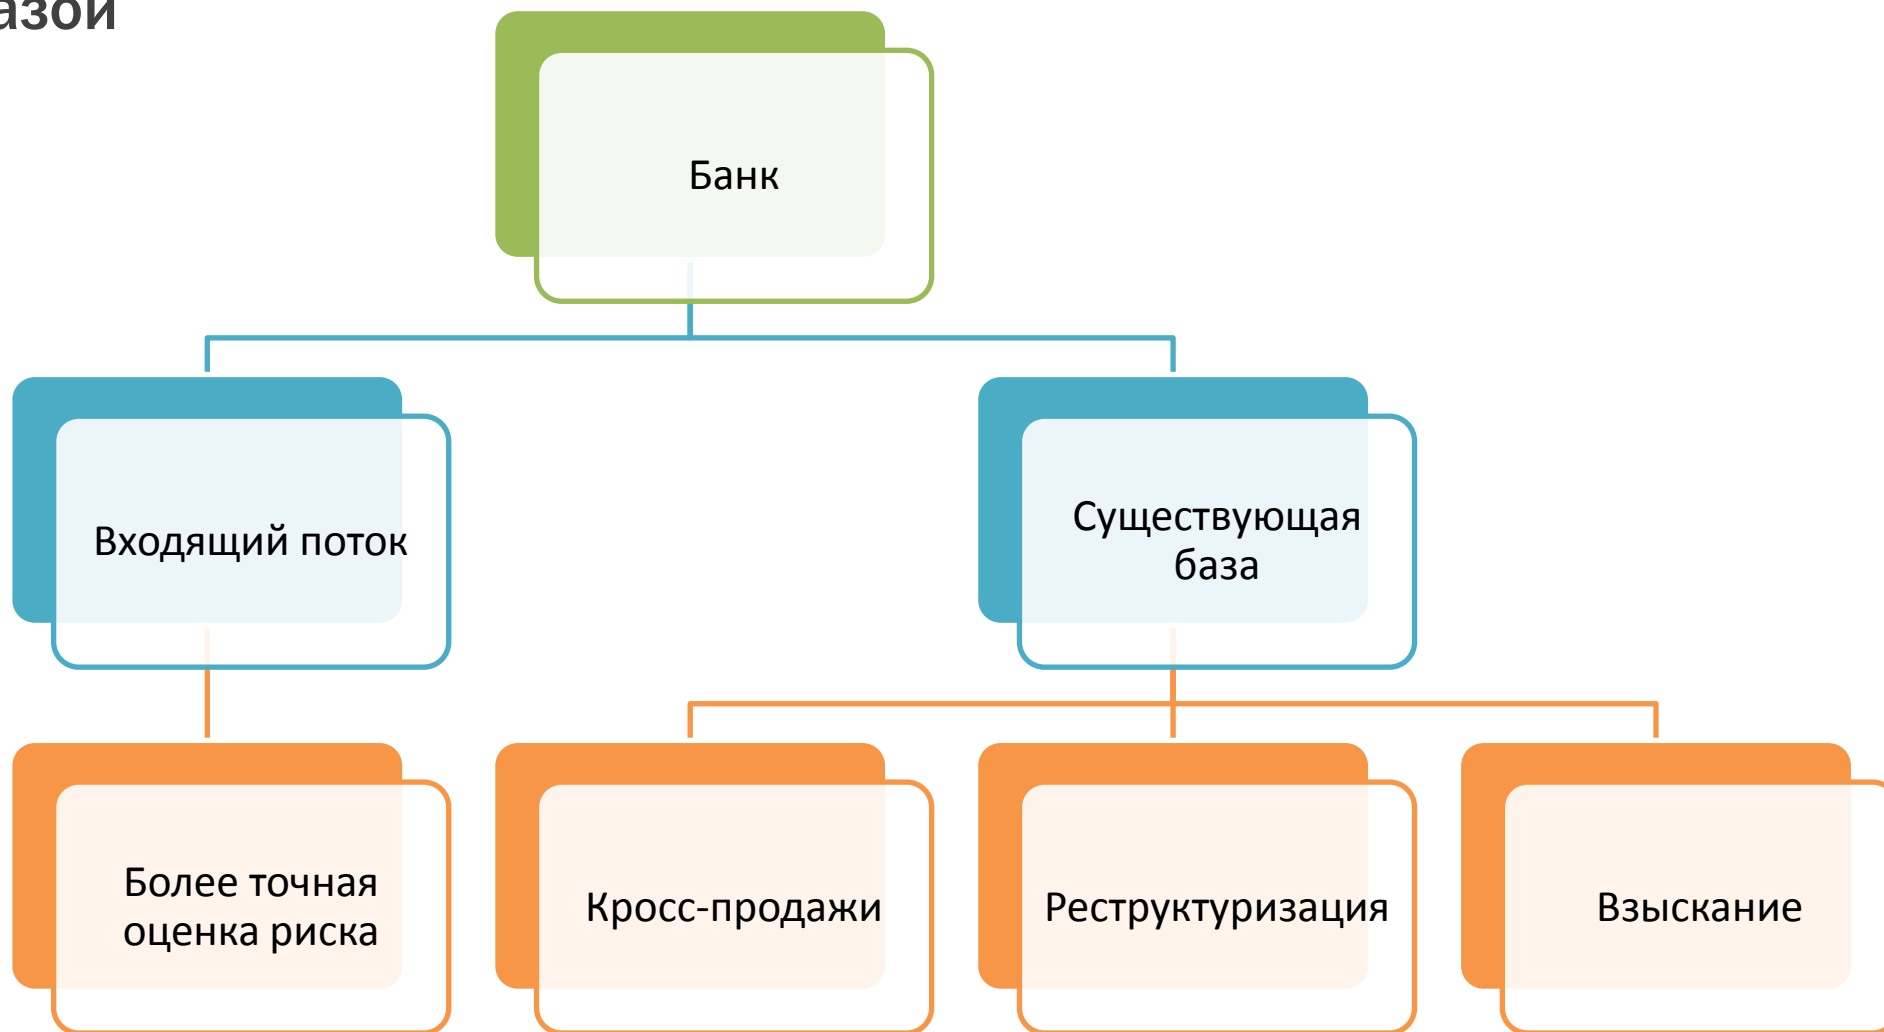 азой
Банк
Входящий поток
Существующая
база
Более точная
оценка риска
Кросс-продажи
Реструктуризация
Взыскание